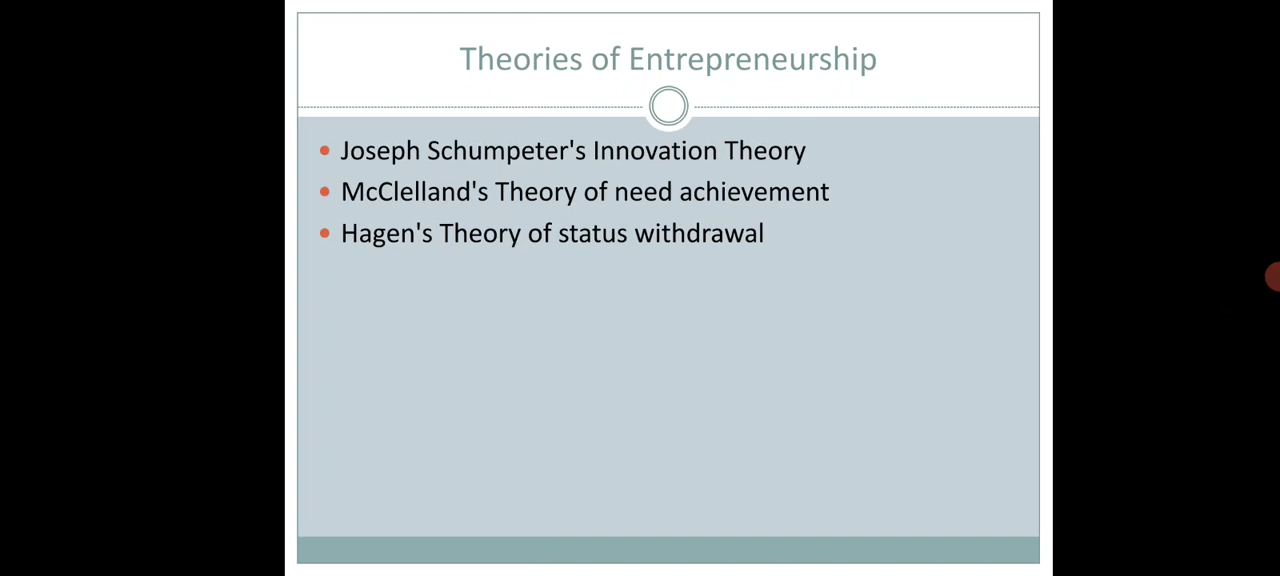 Theories of Entrepreneurship
Joseph Schumpeter's Innovation Theory
McClelland's Theory of need achievement
Hagen's Theory of status withdrawal